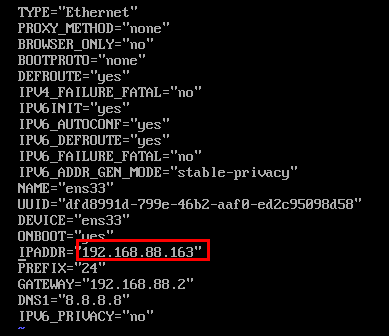 TYPE="Ethernet"
PROXY_METHOD="none"
BROWSER_ONLY="no"
BOOTPROTO="none"
DEFROUTE="yes"
IPV4_FAILURE_FATAL="no"
IPV6INIT="yes"
IPV6_AUTOCONF="yes"
IPV6_DEFROUTE="yes"
IPV6_FAILURE_FATAL="no"
IPV6_ADDR_GEN_MODE="stable-privacy"
NAME="ens33"
UUID="dfd8991d-799e-46b2-aaf0-ed2c95098d58"
DEVICE="ens33"
ONBOOT="yes"
IPADDR="192.168.88.163"
PREFIX="24"
GATEWAY="192.168.88.2"
DNS1="8.8.8.8"
IPV6_PRIVACY="no"
~